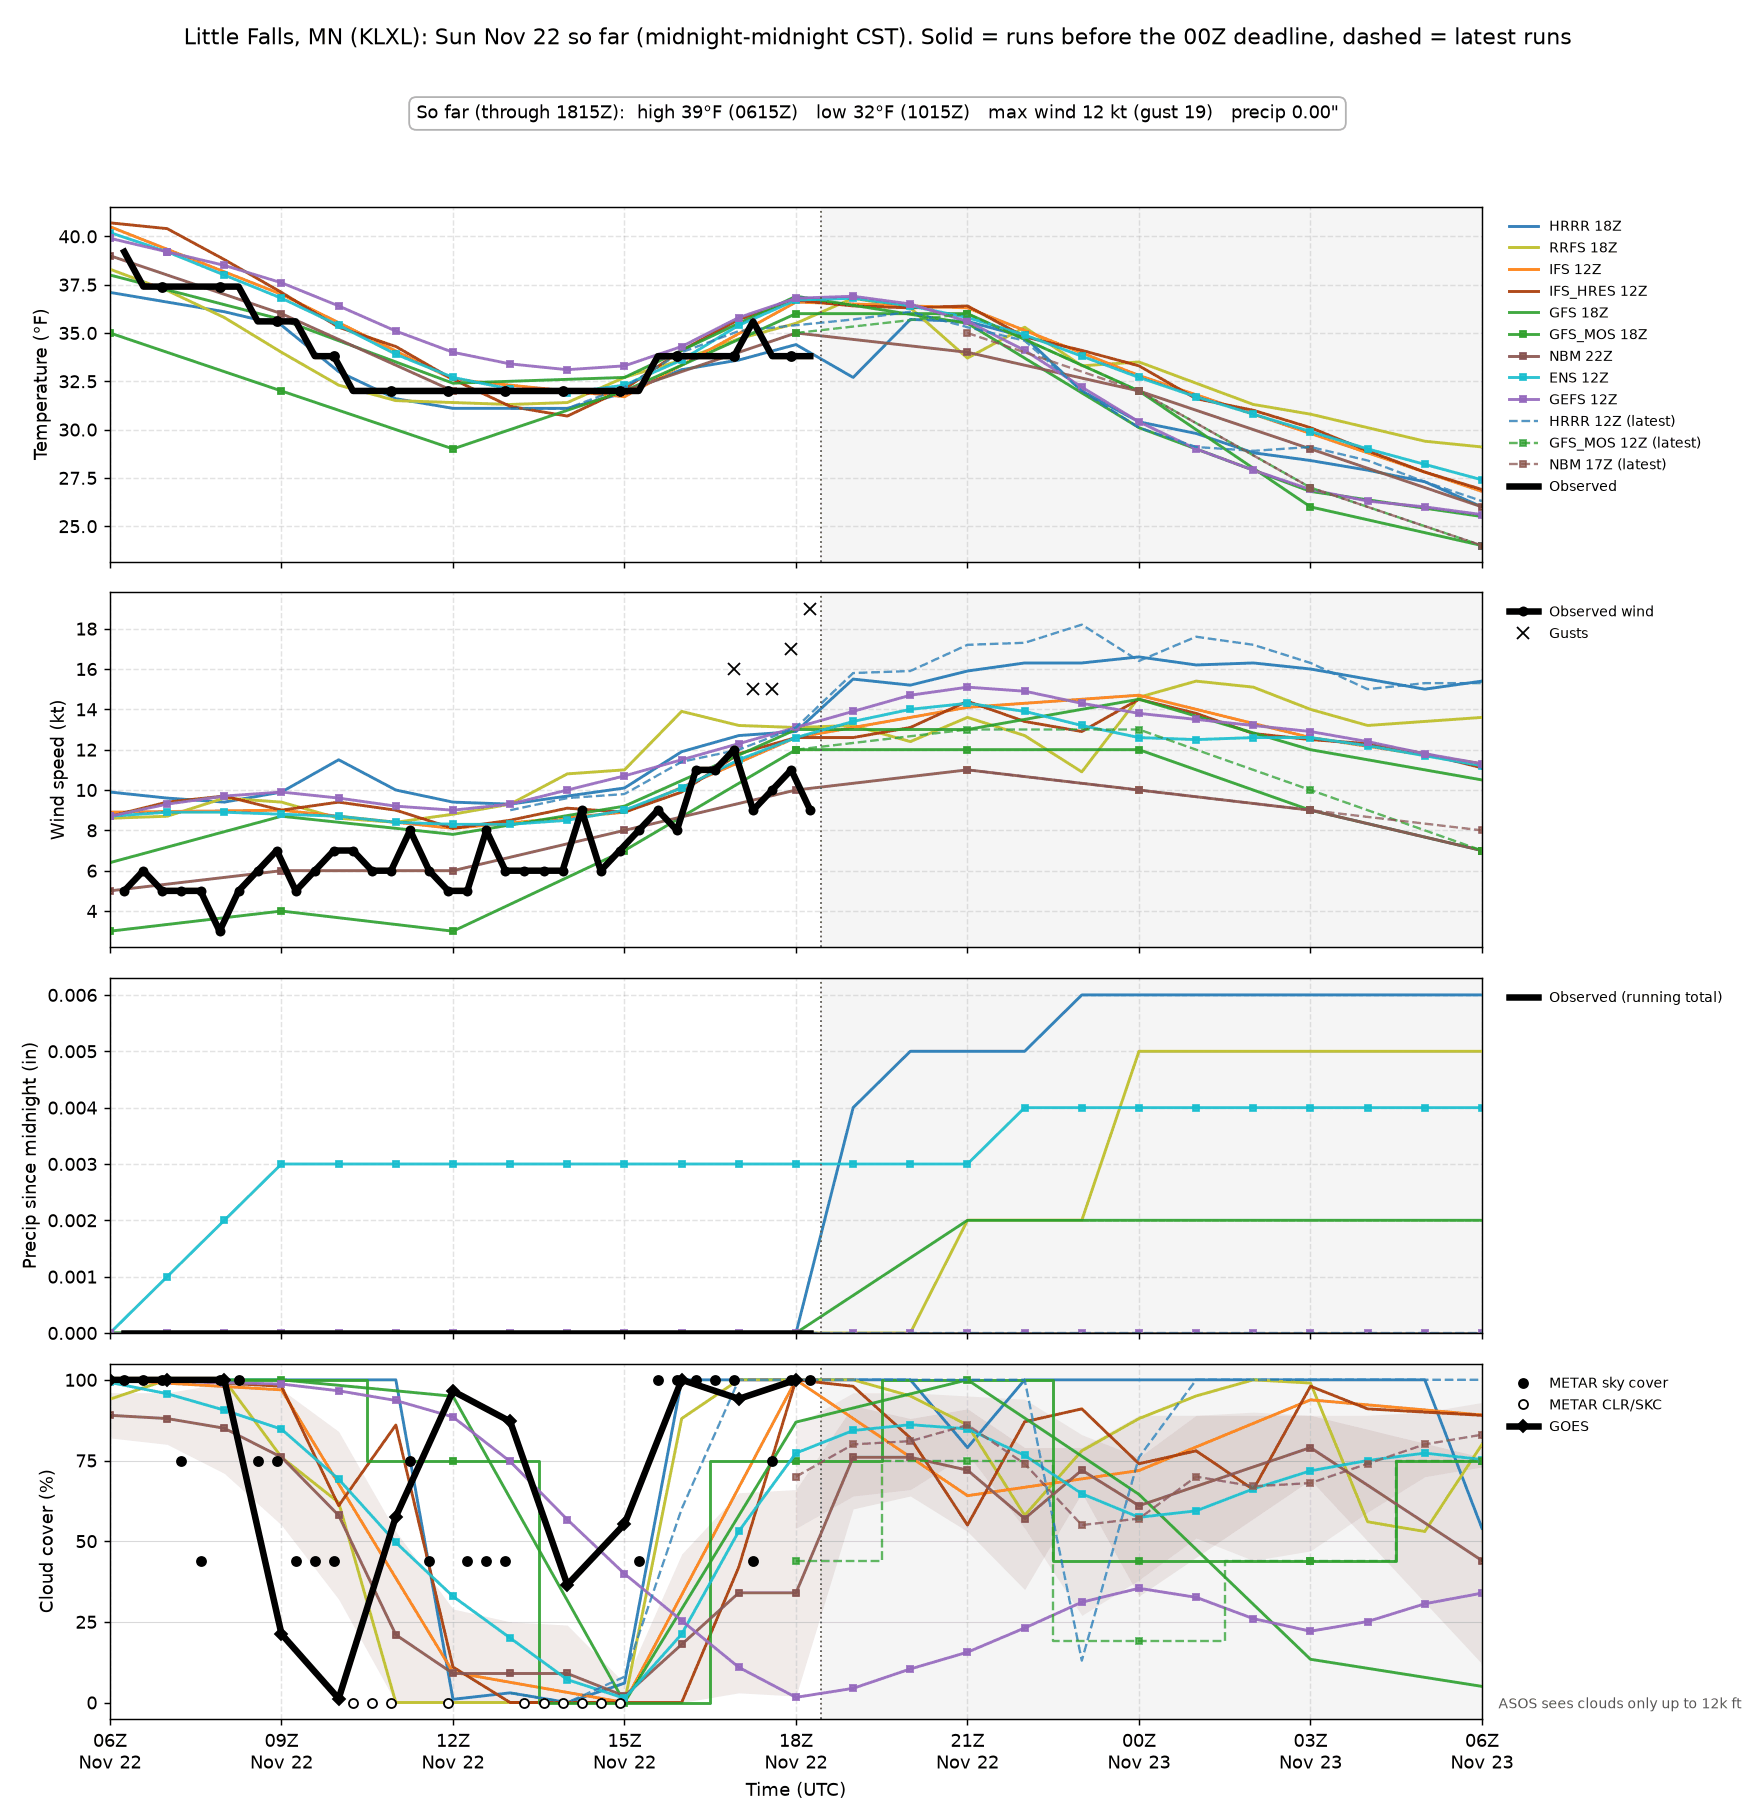 Little Falls, MN (KLXL): Sun Nov 22 so far (midnight-midnight CST). Solid = runs before the 00Z deadline, dashed = latest runs
So far (through 1815Z):  high 39°F (0615Z)   low 32°F (1015Z)   max wind 12 kt (gust 19)   precip 0.00"
Temperature (°F)
40.0
37.5
35.0
32.5
30.0
27.5
25.0
HRRR 18Z
RRFS 18Z
IFS 12Z
IFS_HRES 12Z
GFS 18Z
GFS_MOS 18Z
NBM 22Z
ENS 12Z
GEFS 12Z
HRRR 12Z (latest)
GFS_MOS 12Z (latest)
NBM 17Z (latest)
Observed
Wind speed (kt)
18
16
14
12
10
8
6
4
Observed wind
Gusts
Precip since midnight (in)
0.006
0.005
0.004
0.003
0.002
0.001
0.000
Observed (running total)
Cloud cover (%)
100
75
50
25
0
METAR sky cover
METAR CLR/SKC
GOES
ASOS sees clouds only up to 12k ft
06Z
Nov 22
09Z
Nov 22
12Z
Nov 22
15Z
Nov 22
18Z
Nov 22
21Z
Nov 22
00Z
Nov 23
03Z
Nov 23
06Z
Nov 23
Time (UTC)